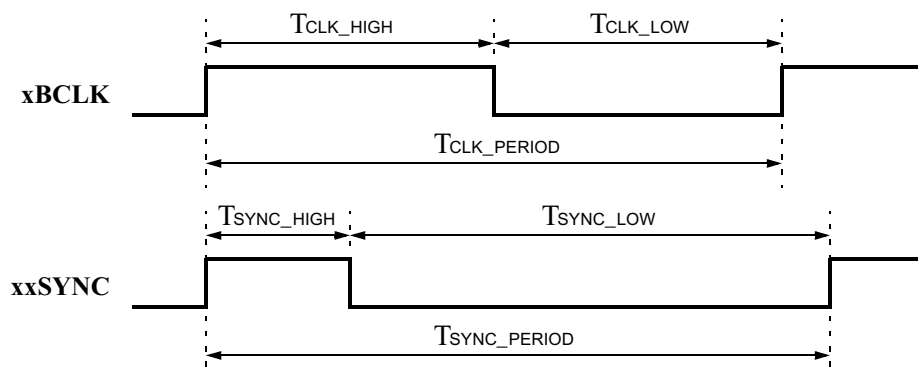 TCLK_HIGH TCLK_LOW
xBCLK
TCLK_PERIOD
TSYNC_HIGH TSYNC_LOW
xxSYNC
TSYNC_PERIOD